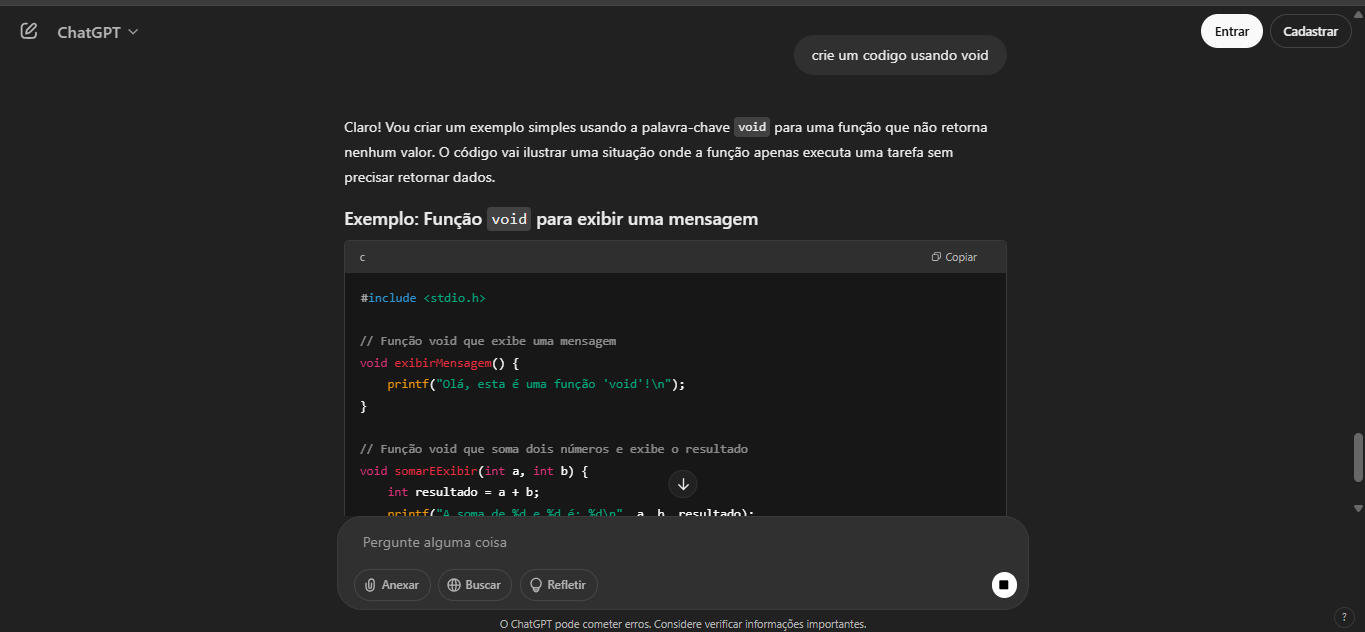 ChatGPT
Entrar
Cadastrar
crie um codigo usando void
Claro! Vou criar um exemplo simples usando a palavra-chave void para uma função que não retorna
nenhum valor. O código vai ilustrar uma situação onde a função apenas executa uma tarefa sem
precisar retornar dados.
Exemplo: Função void para exibir uma mensagem
c
Copiar
#include <stdio.h>
// Função void que exibe uma mensagem
void exibirMensagem() {
    printf("Olá, esta é uma função 'void'!\n");
}
// Função void que soma dois números e exibe o resultado
void somarEExibir(int a, int b) {
    int resultado = a + b;
    printf("A soma de %d e %d é: %d\n", a, b, resultado);
Pergunte alguma coisa
Anexar
Buscar
Refletir
O ChatGPT pode cometer erros. Considere verificar informações importantes.
?